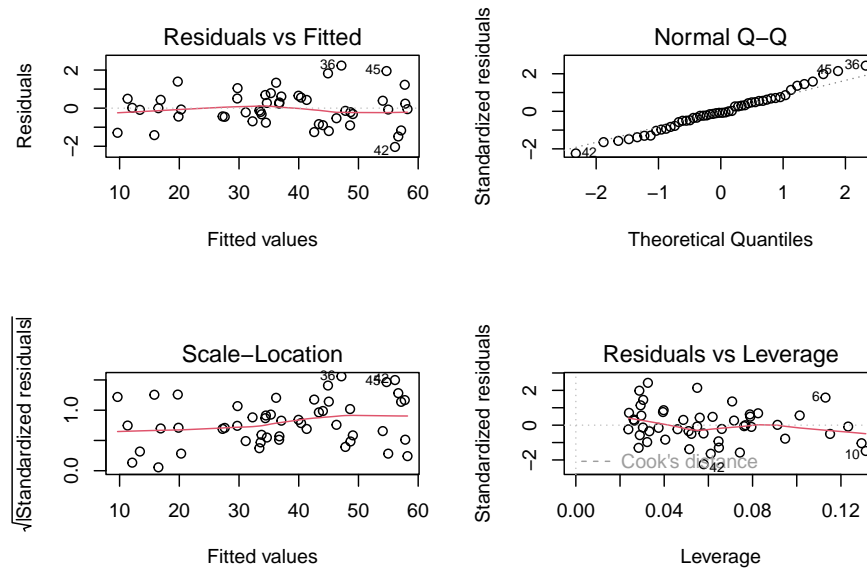 Residuals vs Fitted
Residuals
2
0
−2
36
45
42
10 20 30 40 50 60
Fitted values
Normal Q−Q
Standardized residuals
2
0
−2
45
36
42
−2 −1 0 1 2
Theoretical Quantiles
Scale−Location
√|Standardized residuals|
1.0
0.0
36
45
42
10 20 30 40 50 60
Fitted values
Residuals vs Leverage
Standardized residuals
2
0
−2
6
10
42
Cook's distance
0.00 0.04 0.08 0.12
Leverage